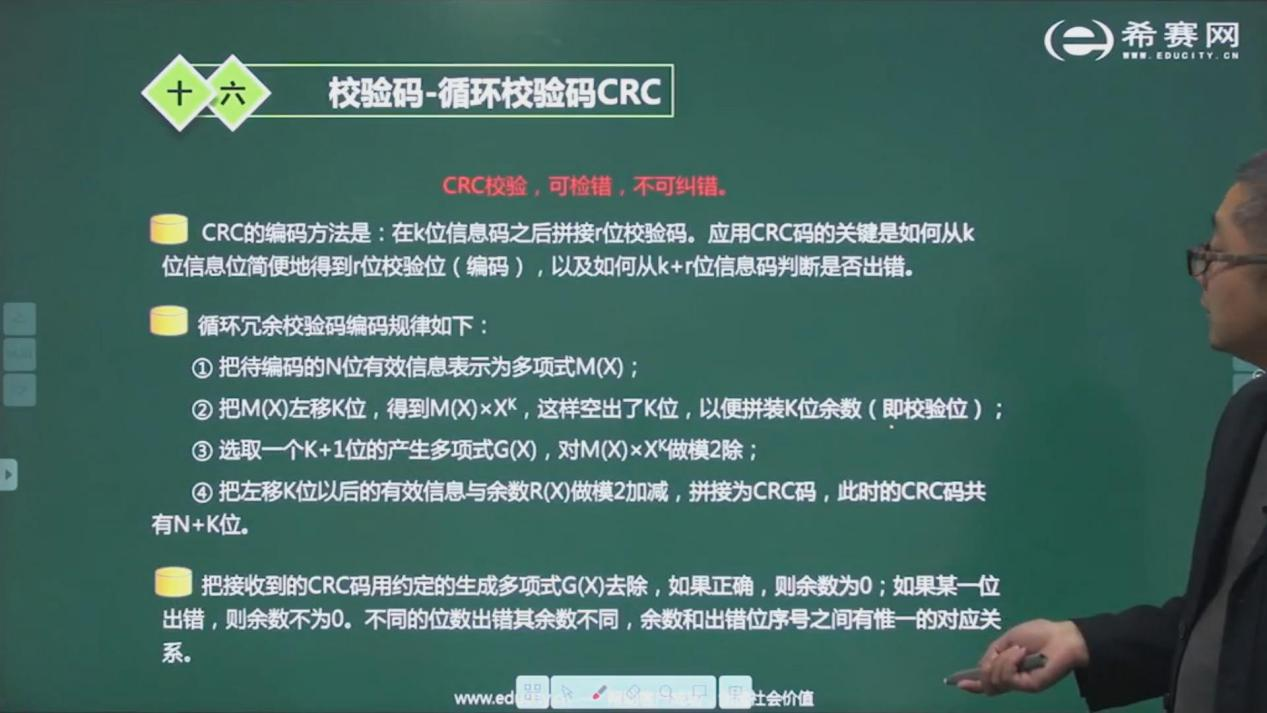 希赛网
WWW.EDUCITY.CN
十六 校验码-循环校验码CRC
CRC校验，可检错，不可纠错。
CRC的编码方法是：在k位信息码之后拼接r位校验码。应用CRC码的关键是如何从k
位信息位简便地得到r位校验位（编码），以及如何从k+r位信息码判断是否出错。
循环冗余校验码编码规律如下：
① 把待编码的N位有效信息表示为多项式M(X)；
② 把M(X)左移K位，得到M(X)×Xᴷ，这样空出了K位，以便拼装K位余数（即校验位）；
③ 选取一个K+1位的产生多项式G(X)，对M(X)×Xᴷ做模2除；
④ 把左移K位以后的有效信息与余数R(X)做模2加减，拼接为CRC码，此时的CRC码共
有N+K位。
把接收到的CRC码用约定的生成多项式G(X)去除，如果正确，则余数为0；如果某一位
出错，则余数不为0。不同的位数出错其余数不同，余数和出错位序号之间有惟一的对应关
系。
www.edu
社会价值